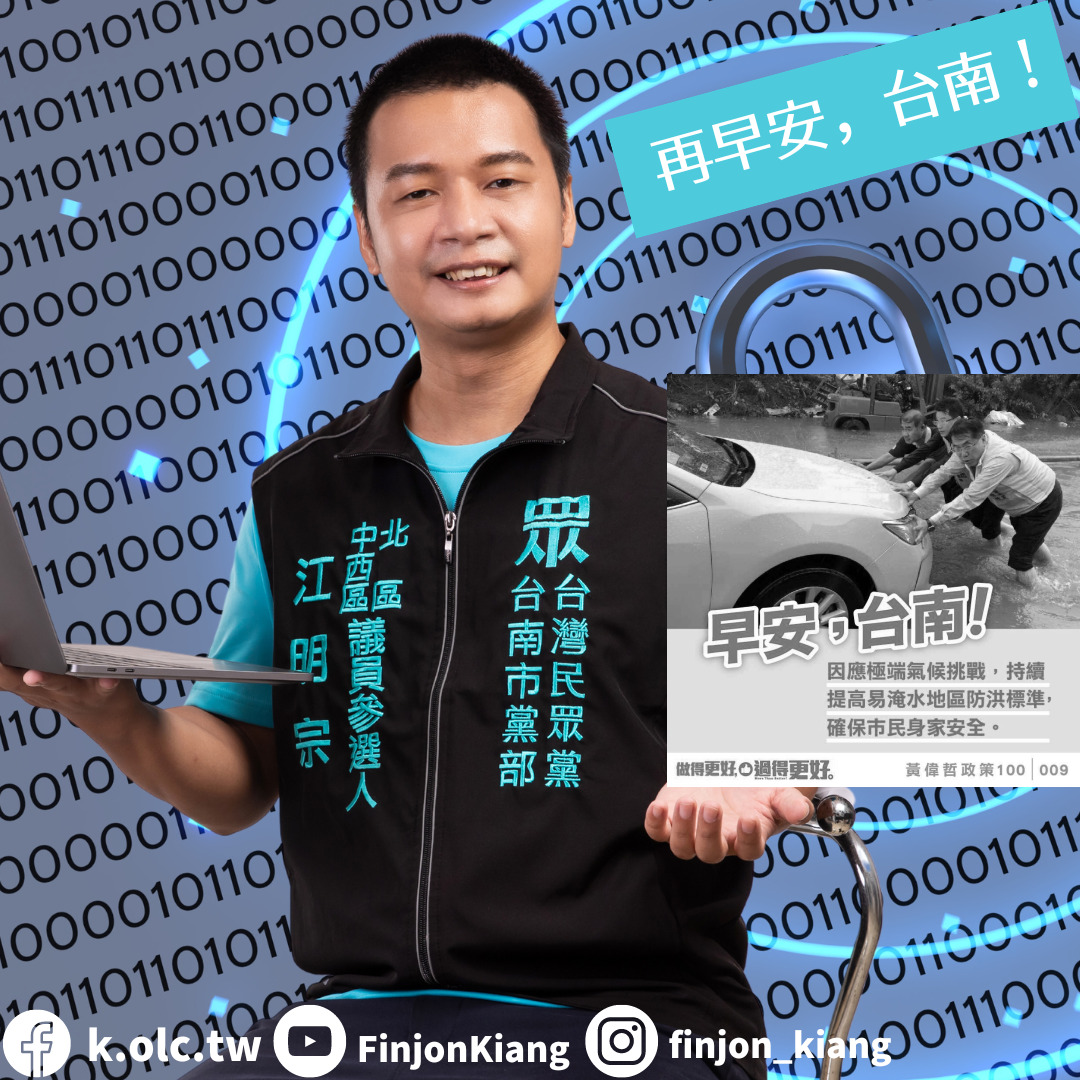 再早安，台南！
北區
中西區
議員參選人
江明宗
眾
台灣民眾黨
台南市黨部
早安，台南!
因應極端氣候挑戰，持續
提高易淹水地區防洪標準，
確保市民身家安全。
做得更好，過得更好。
黃偉哲政策100｜009
k.olc.tw
FinjonKiang
finjon_kiang